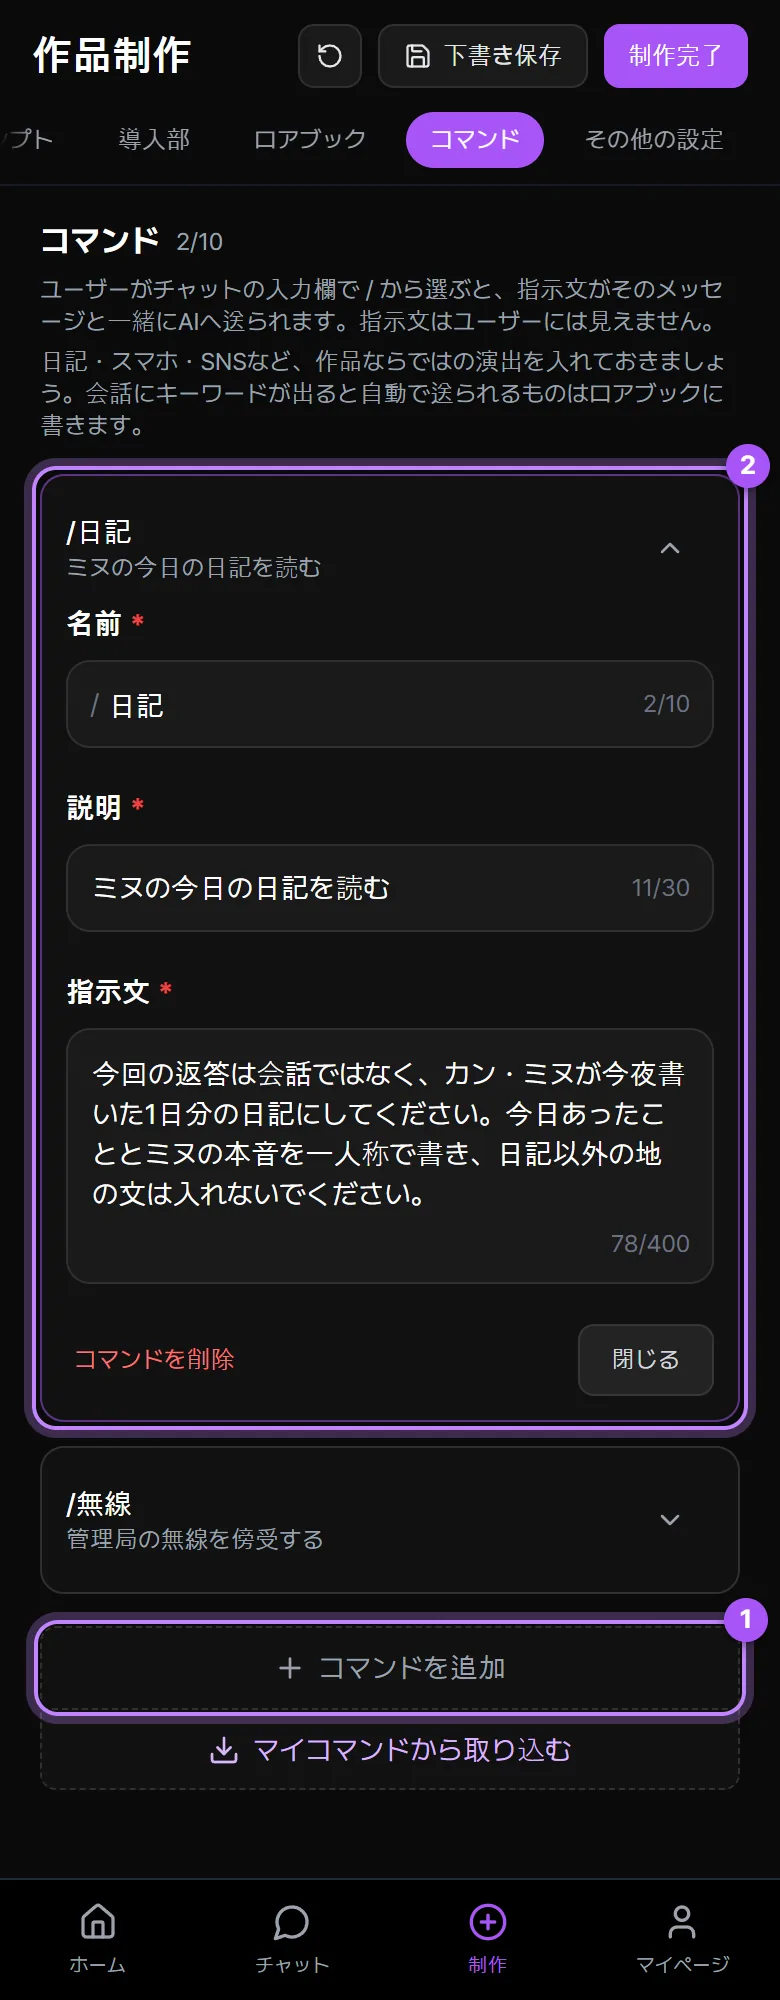 作品制作
下書き保存
制作完了
プト
導入部
ロアブック
コマンド
その他の設定
コマンド 2/10
ユーザーがチャットの入力欄で / から選ぶと、指示文がそのメッセ
ージと一緒にAIへ送られます。指示文はユーザーには見えません。
日記・スマホ・SNSなど、作品ならではの演出を入れておきましょ
う。会話にキーワードが出ると自動で送られるものはロアブックに
書きます。
2
/日記
ミヌの今日の日記を読む
名前 *
/ 日記 2/10
説明 *
ミヌの今日の日記を読む 11/30
指示文 *
今回の返答は会話ではなく、カン・ミヌが今夜書
いた1日分の日記にしてください。今日あったこ
ととミヌの本音を一人称で書き、日記以外の地
の文は入れないでください。
78/400
コマンドを削除
閉じる
/無線
管理局の無線を傍受する
1
+ コマンドを追加
マイコマンドから取り込む
ホーム
チャット
制作
マイページ